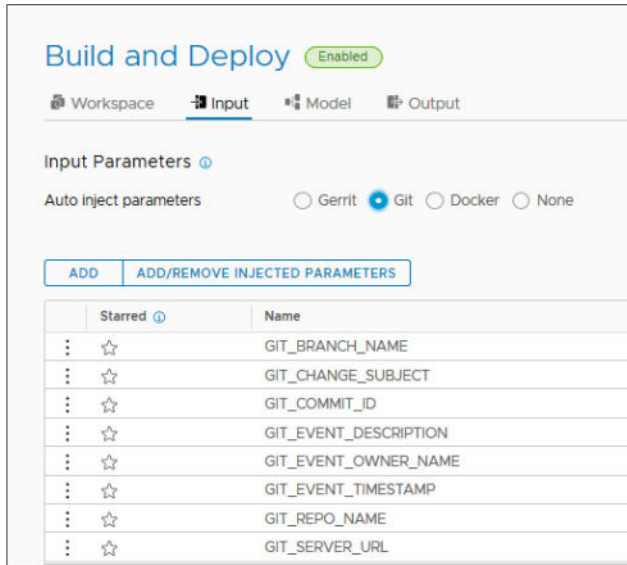 Build and Deploy Enabled
Workspace Input Model Output
Input Parameters
Auto inject parameters Gerrit Git Docker None
ADD ADD/REMOVE INJECTED PARAMETERS
Starred Name
GIT_BRANCH_NAME
GIT_CHANGE_SUBJECT
GIT_COMMIT_ID
GIT_EVENT_DESCRIPTION
GIT_EVENT_OWNER_NAME
GIT_EVENT_TIMESTAMP
GIT_REPO_NAME
GIT_SERVER_URL